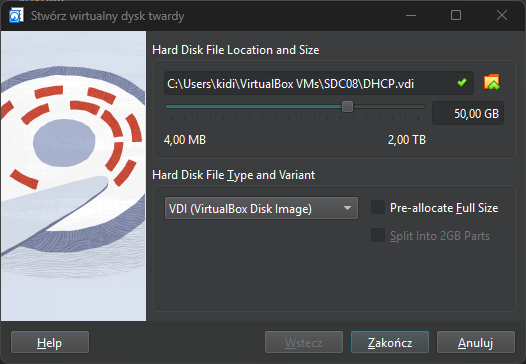 Stwórz wirtualny dysk twardy
Hard Disk File Location and Size
C:\Users\kidi\VirtualBox VMs\SDC08\DHCP.vdi
50,00 GB
4,00 MB 2,00 TB
Hard Disk File Type and Variant
VDI (VirtualBox Disk Image) Pre-allocate Full Size
Split Into 2GB Parts
Help Wstecz Zakończ Anuluj